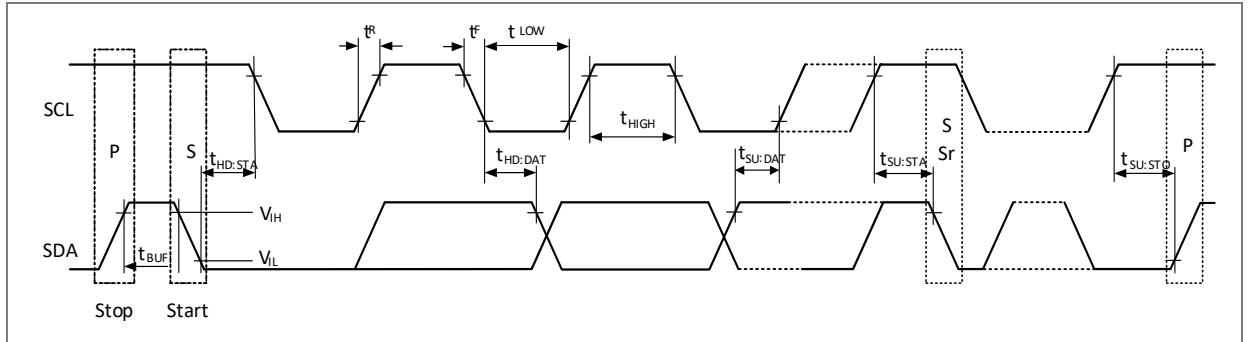 tR
tF
t LOW
SCL
tHIGH
P
S
tHD:STA
tHD:DAT
tSU:DAT
tSU:STA
S
Sr
tSU:STO
P
VIH
SDA
tBUF
VIL
Stop
Start